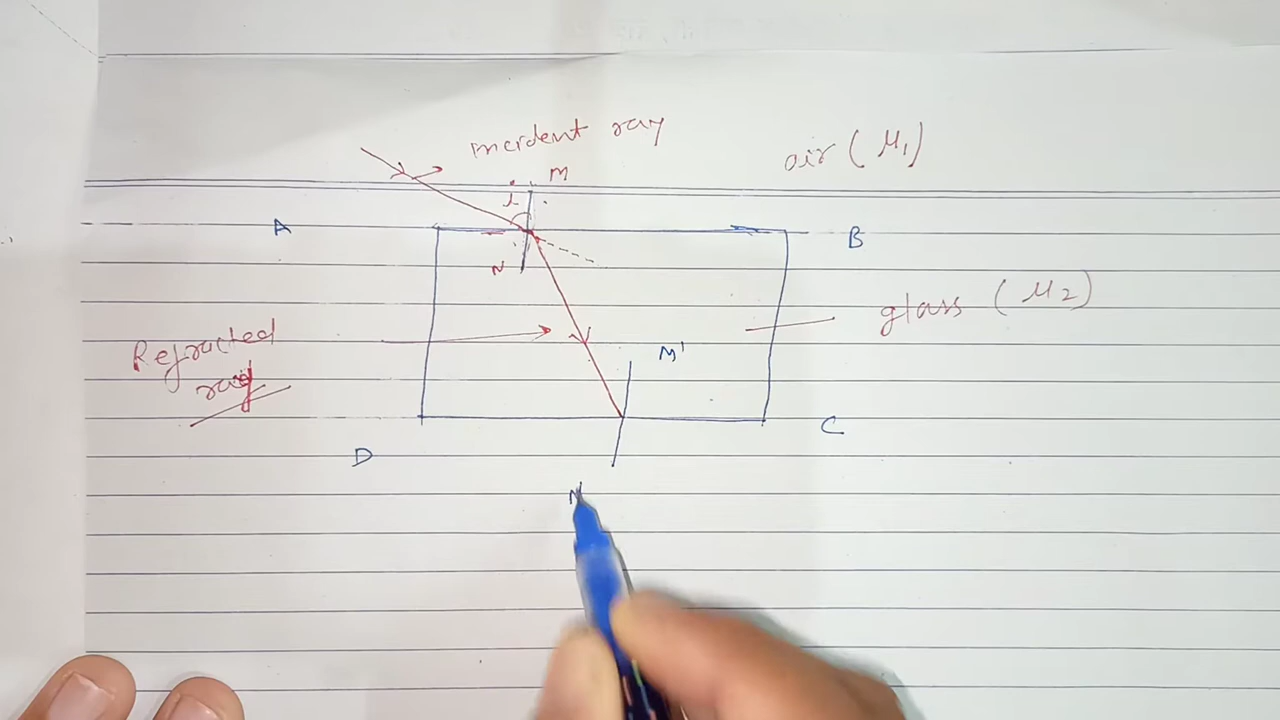 incident ray
air (μ1)
M
i
A
B
N
glass (μ2)
Refracted
ray
M'
C
D
N